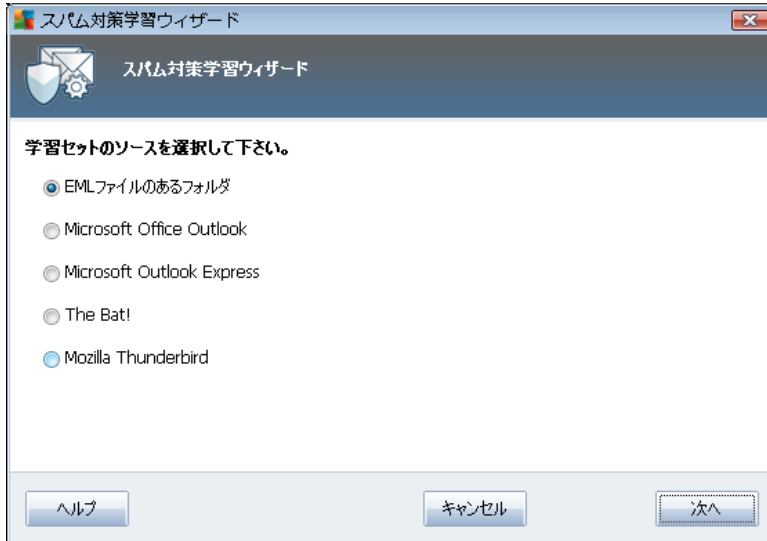 スパム対策学習ウィザード
スパム対策学習ウィザード
学習セットのソースを選択して下さい。
EMLファイルのあるフォルダ
Microsoft Office Outlook
Microsoft Outlook Express
The Bat!
Mozilla Thunderbird
ヘルプ キャンセル 次へ